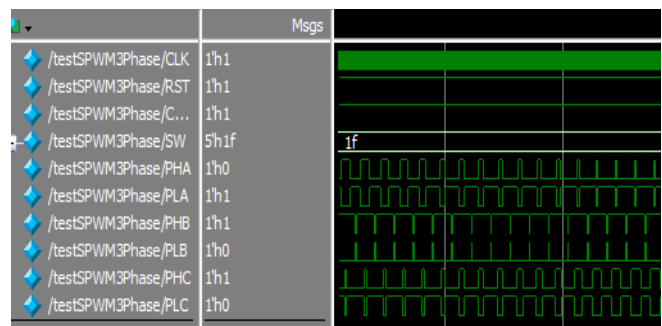 Msgs
/testSPWM3Phase/CLK 1'h1
/testSPWM3Phase/RST 1'h1
/testSPWM3Phase/C... 1'h1
/testSPWM3Phase/SW 5'h1f 1f
/testSPWM3Phase/PHA 1'h0
/testSPWM3Phase/PLA 1'h1
/testSPWM3Phase/PHB 1'h1
/testSPWM3Phase/PLB 1'h0
/testSPWM3Phase/PHC 1'h1
/testSPWM3Phase/PLC 1'h0